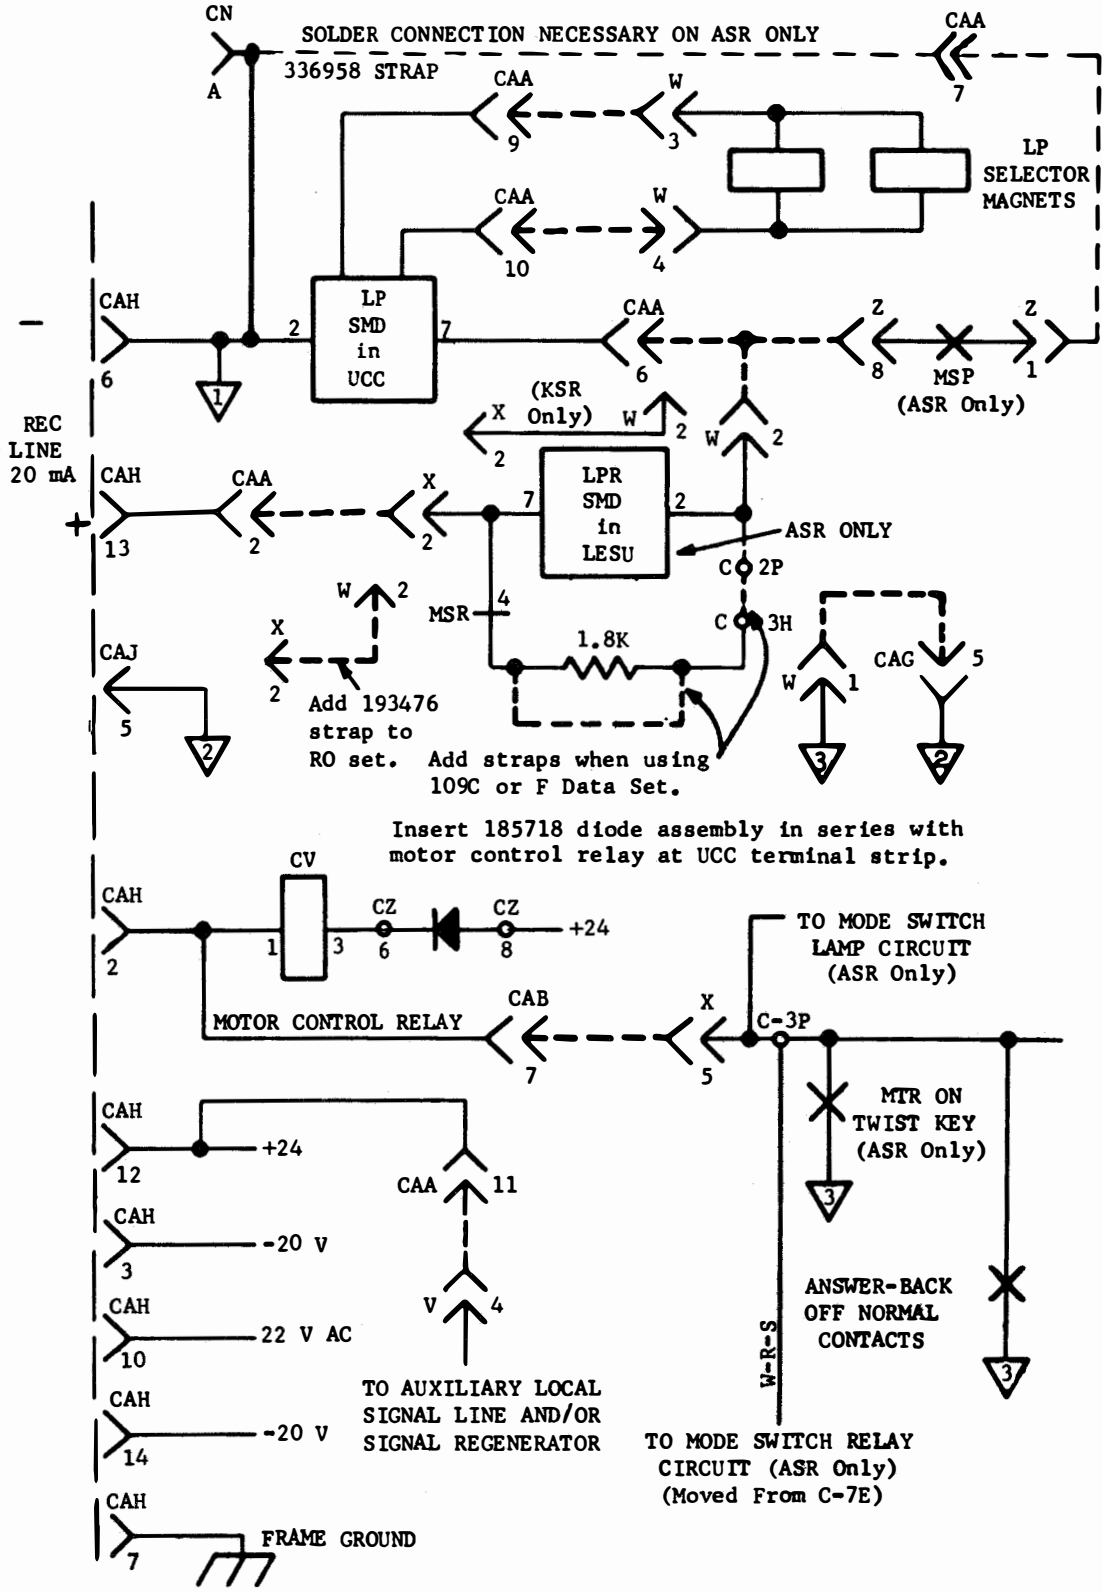 CN
SOLDER CONNECTION NECESSARY ON ASR ONLY
CAA
A
336958 STRAP
7
CAA
W
9
3
LP
SELECTOR
MAGNETS
CAA
W
10
4
LP
SMD
in
UCC
2
7
-
CAH
6
1
CAA
6
Z
8
MSP
(ASR Only)
Z
1
(KSR
Only)
X
2
W
2
W
2
REC
LINE
20 mA
+
CAH
13
CAA
2
X
2
7
LPR
SMD
in
LESU
2
ASR ONLY
C 2P
C 3H
MSR
4
1.8K
W
2
X
2
Add 193476
strap to
RO set.
Add straps when using
109C or F Data Set.
CAJ
5
2
W
1
CAG
5
3
2
Insert 185718 diode assembly in series with
motor control relay at UCC terminal strip.
CAH
2
CV
1
3
CZ
6
CZ
8
+24
TO MODE SWITCH
LAMP CIRCUIT
(ASR Only)
MOTOR CONTROL RELAY
CAB
7
X
5
C-3P
MTR ON
TWIST KEY
(ASR Only)
3
CAH
12
+24
CAA
11
CAH
3
-20 V
V
4
CAH
10
22 V AC
ANSWER-BACK
OFF NORMAL
CONTACTS
3
W-R-S
CAH
14
-20 V
TO AUXILIARY LOCAL
SIGNAL LINE AND/OR
SIGNAL REGENERATOR
TO MODE SWITCH RELAY
CIRCUIT (ASR Only)
(Moved From C-7E)
CAH
7
FRAME GROUND